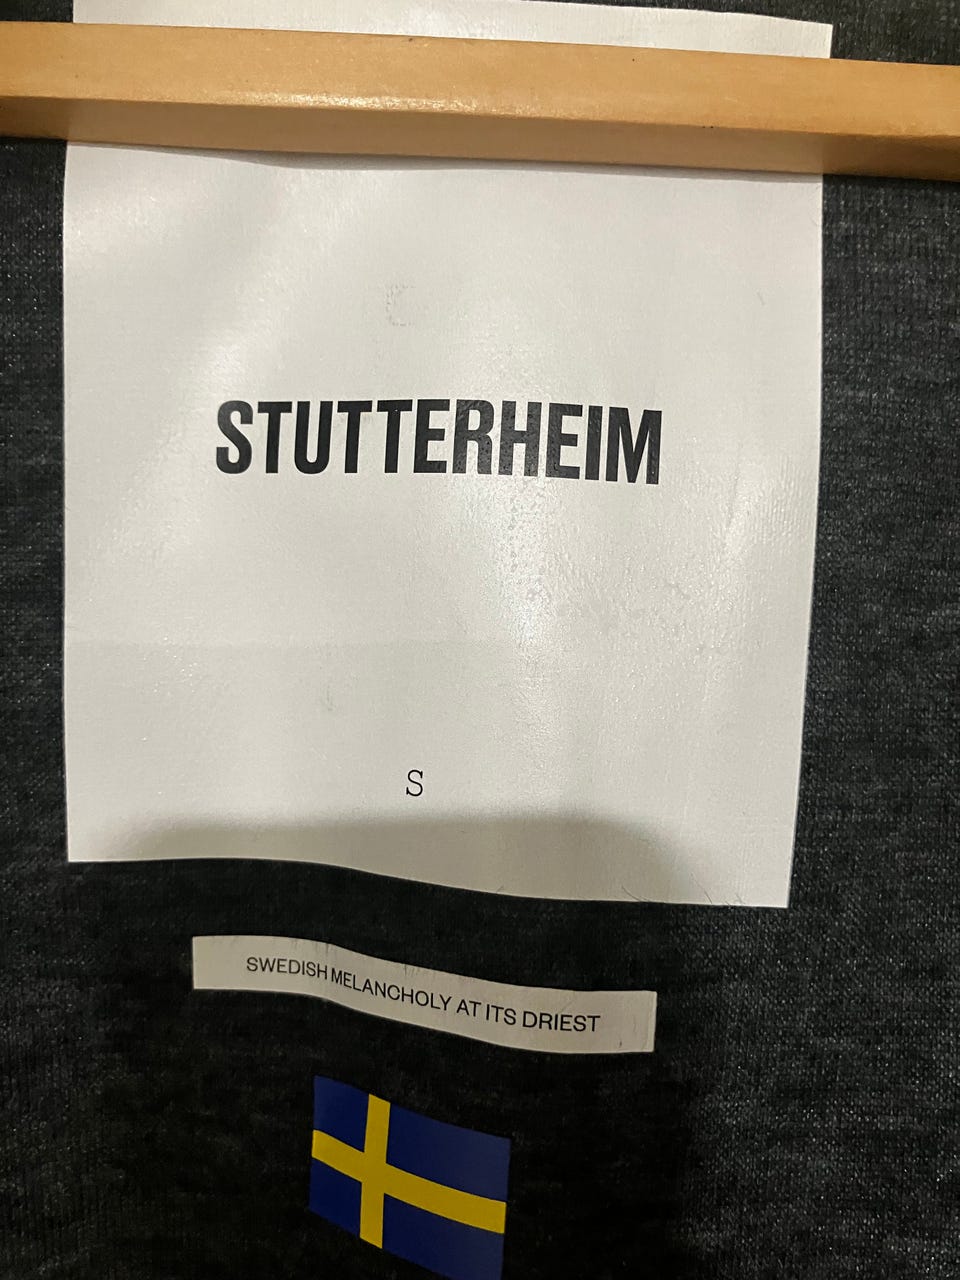 STUTTERHEIM
S
SWEDISH MELANCHOLY AT ITS DRIEST